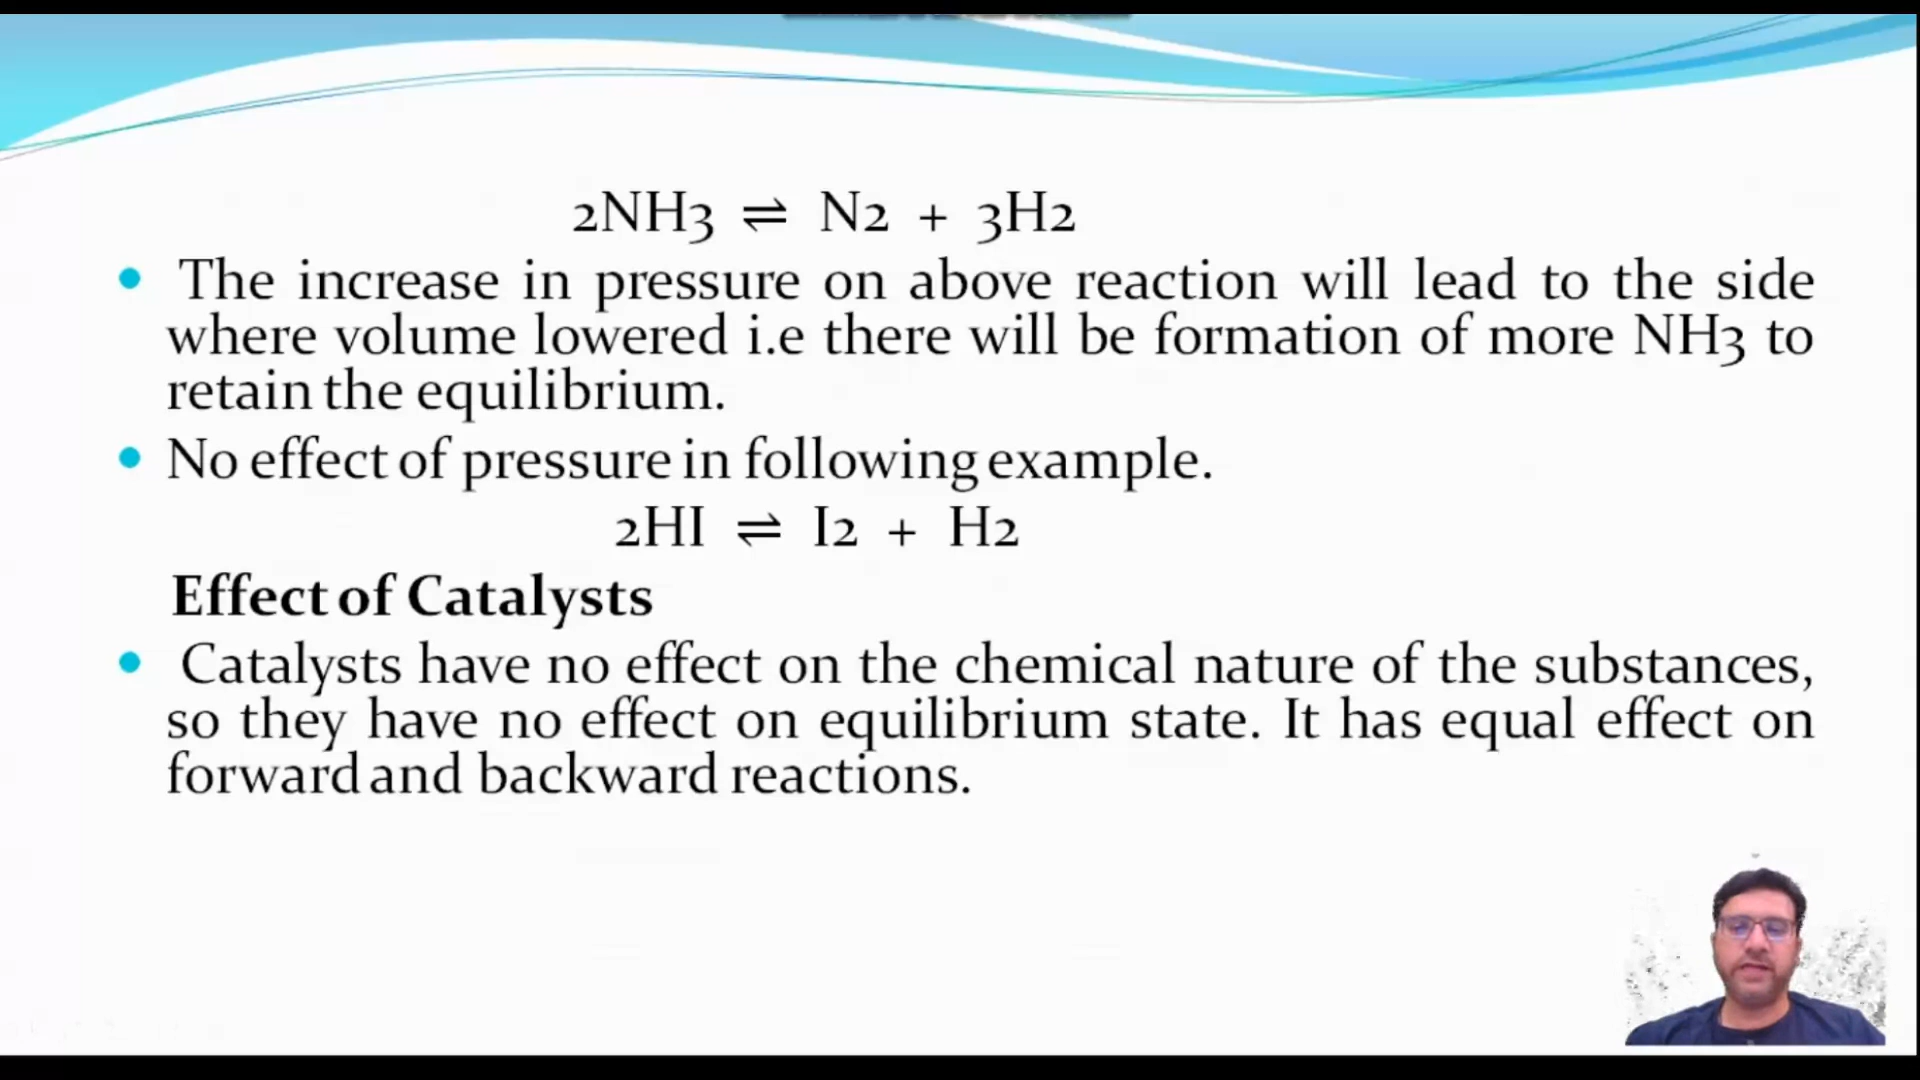 2NH3 ⇌ N2 + 3H2
• The increase in pressure on above reaction will lead to the side
where volume lowered i.e there will be formation of more NH3 to
retain the equilibrium.
• No effect of pressure in following example.
2HI ⇌ I2 + H2
Effect of Catalysts
• Catalysts have no effect on the chemical nature of the substances,
so they have no effect on equilibrium state. It has equal effect on
forward and backward reactions.